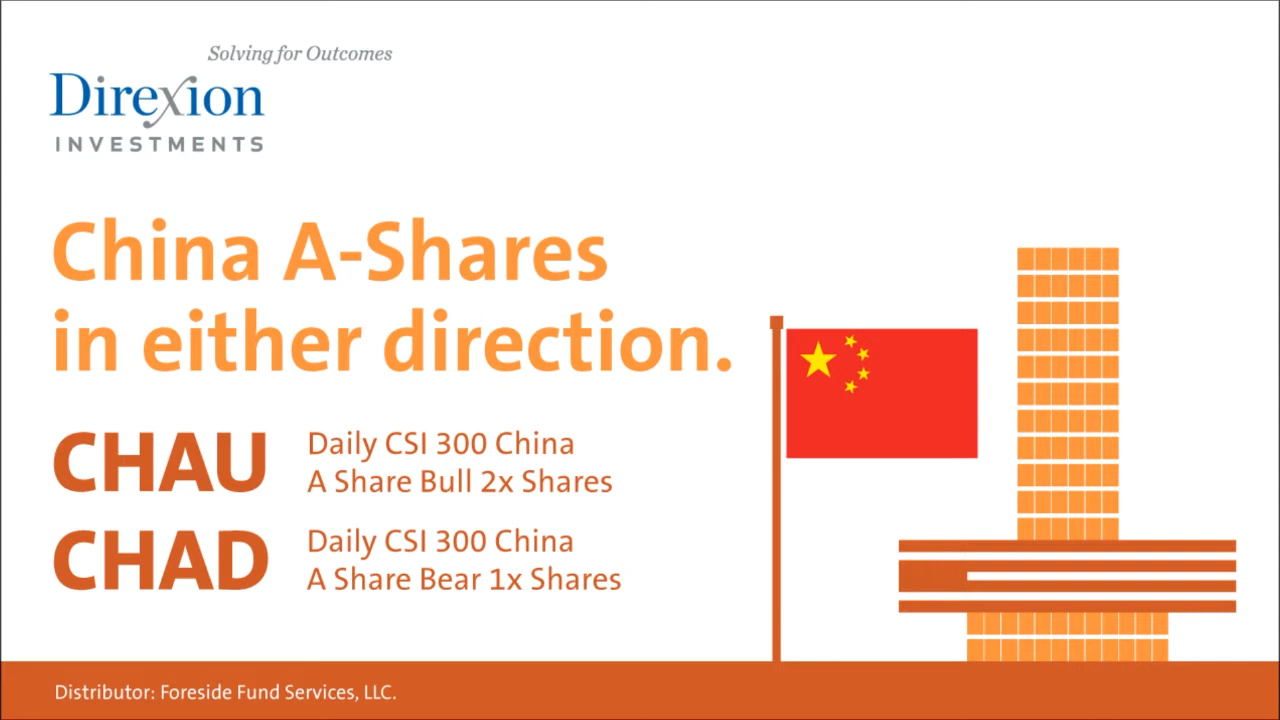 Solving for Outcomes
Direxion
INVESTMENTS
China A-Shares
in either direction.
CHAU
Daily CSI 300 China
A Share Bull 2x Shares
CHAD
Daily CSI 300 China
A Share Bear 1x Shares
Distributor: Foreside Fund Services, LLC.